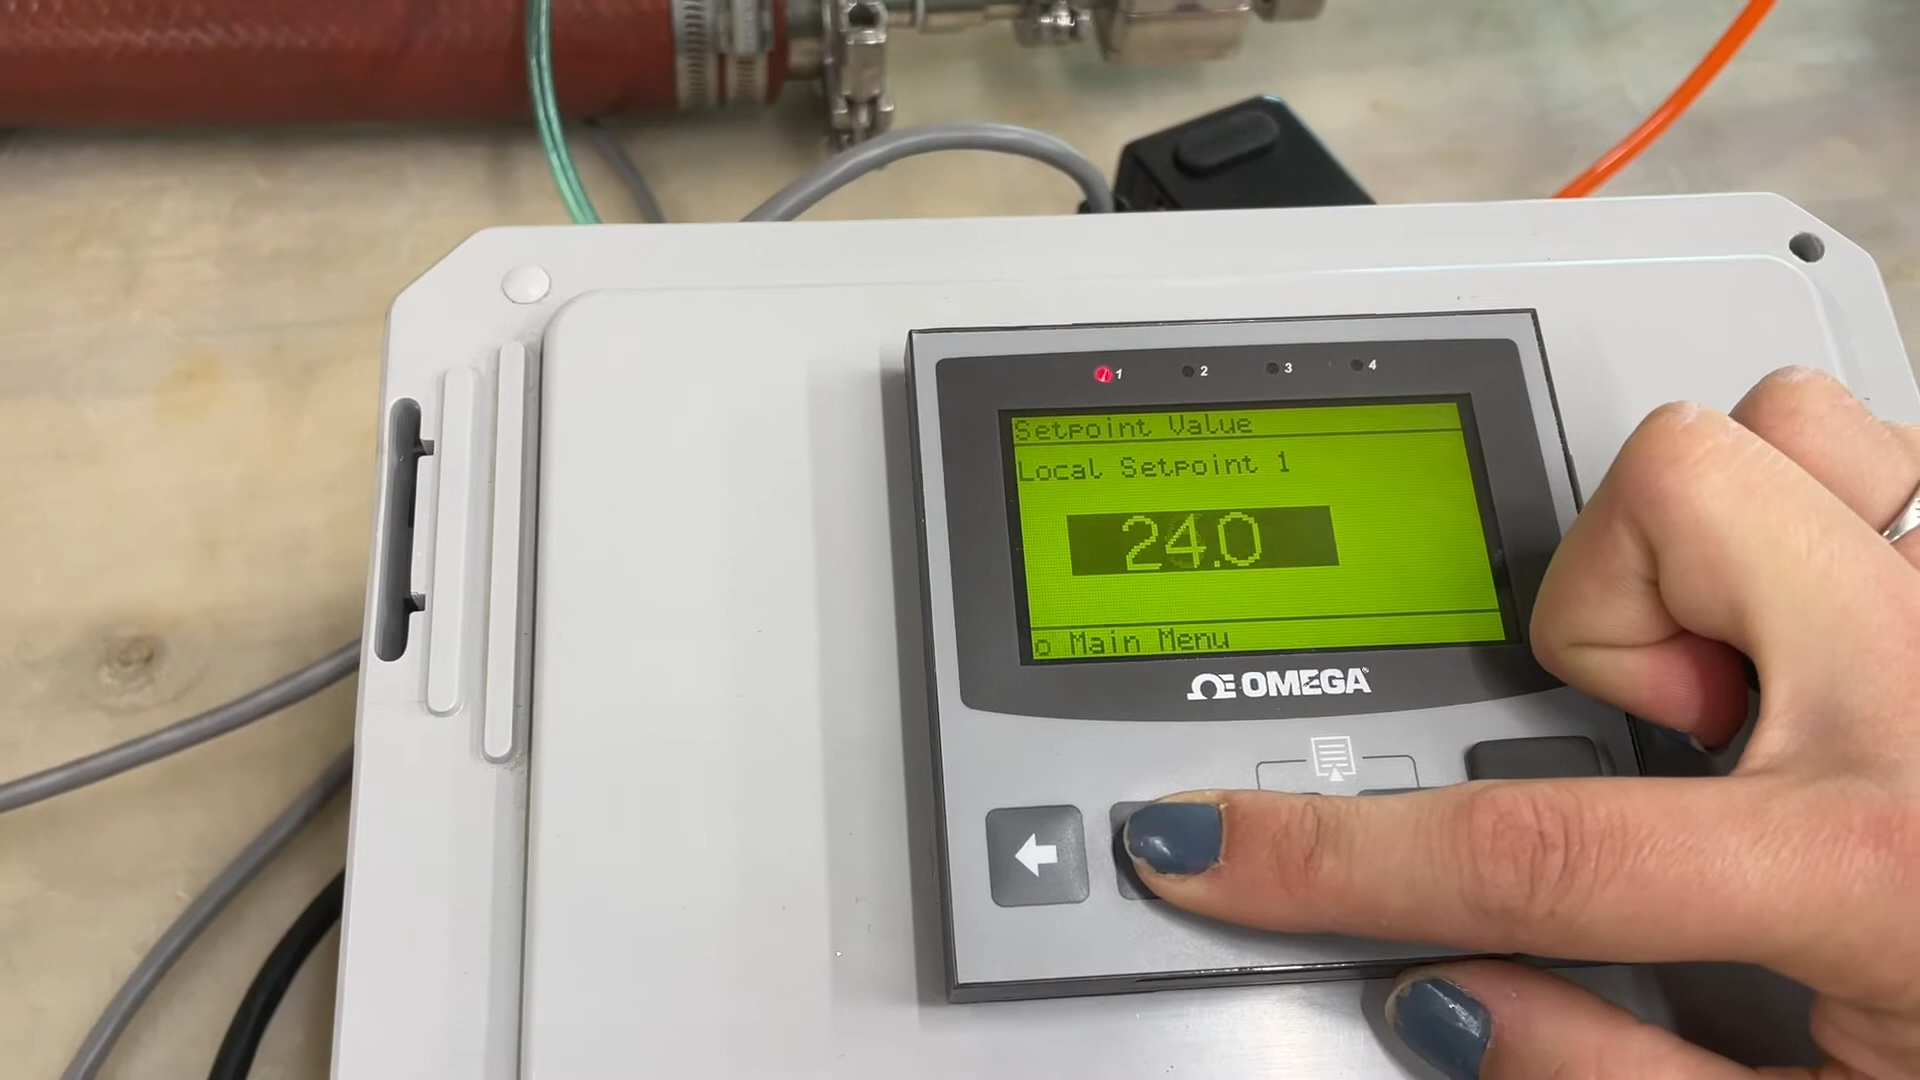 1 2 3 4
Setpoint Value
Local Setpoint 1
24.0
o Main Menu
OMEGA®